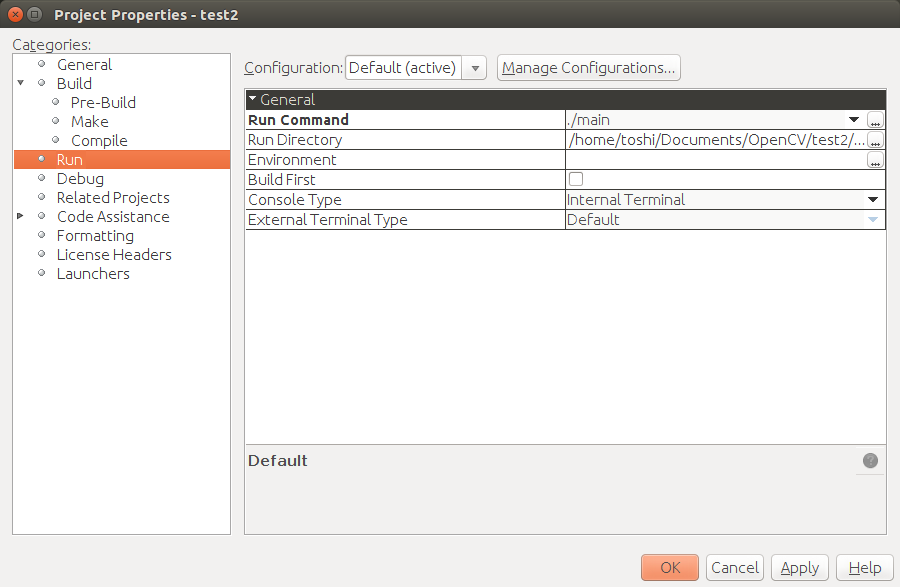 Project Properties - test2
Categories:
General
Build
Pre-Build
Make
Compile
Run
Debug
Related Projects
Code Assistance
Formatting
License Headers
Launchers
Configuration: Default (active) Manage Configurations...
General
Run Command ./main ...
Run Directory /home/toshi/Documents/OpenCV/test2/... ...
Environment ...
Build First
Console Type Internal Terminal
External Terminal Type Default
Default ?
OK Cancel Apply Help